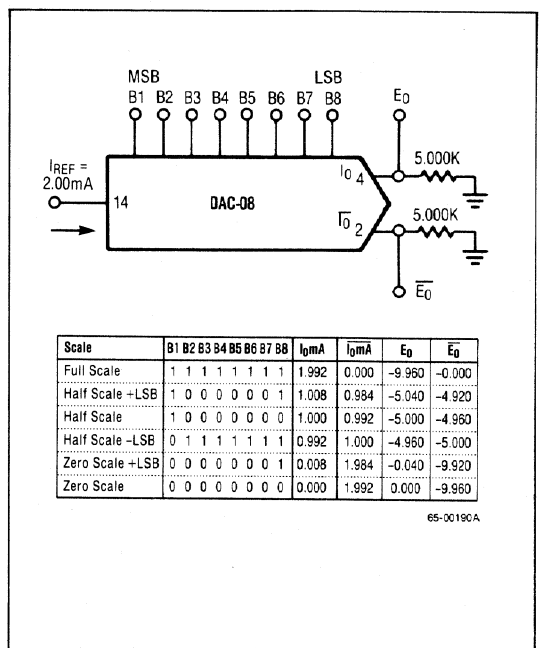 MSB LSB
B1 B2 B3 B4 B5 B6 B7 B8 E0
IREF =
2.00mA
14
DAC-08
I0 4
5.000K
I̅0̅ 2
5.000K
E̅0̅
Scale B1 B2 B3 B4 B5 B6 B7 B8 I0mA I̅0̅m̅A̅ E0 E̅0̅
Full Scale 1 1 1 1 1 1 1 1 1.992 0.000 -9.960 -0.000
Half Scale +LSB 1 0 0 0 0 0 0 1 1.008 0.984 -5.040 -4.920
Half Scale 1 0 0 0 0 0 0 0 1.000 0.992 -5.000 -4.960
Half Scale -LSB 0 1 1 1 1 1 1 1 0.992 1.000 -4.960 -5.000
Zero Scale +LSB 0 0 0 0 0 0 0 1 0.008 1.984 -0.040 -9.920
Zero Scale 0 0 0 0 0 0 0 0 0.000 1.992 0.000 -9.960
65-00190A